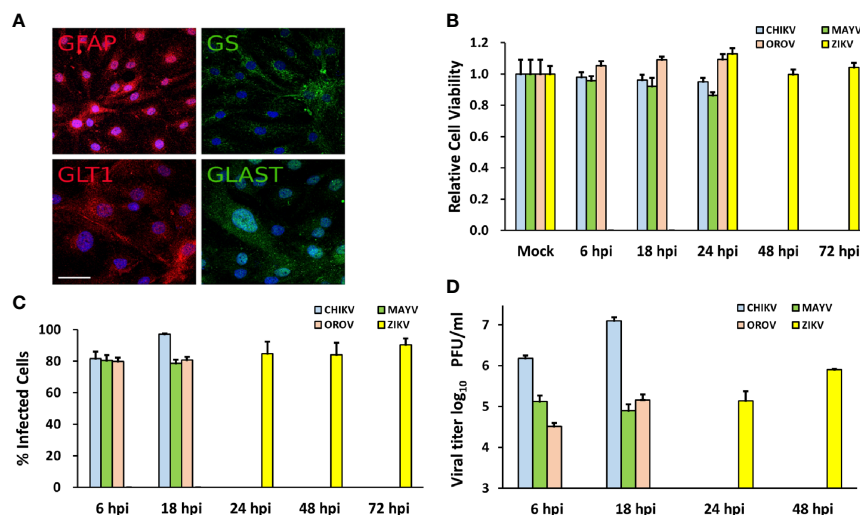 A
GFAP
GS
GLT1
GLAST
B
CHIKV
MAYV
OROV
ZIKV
Relative Cell Viability
1.2
1.0
0.8
0.6
0.4
0.2
0.0
Mock
6 hpi
18 hpi
24 hpi
48 hpi
72 hpi
C
CHIKV
MAYV
OROV
ZIKV
% Infected Cells
100
80
60
40
20
0
6 hpi
18 hpi
24 hpi
48 hpi
72 hpi
D
CHIKV
MAYV
OROV
ZIKV
Viral titer log10 PFU/ml
7
6
5
4
3
6 hpi
18 hpi
24 hpi
48 hpi